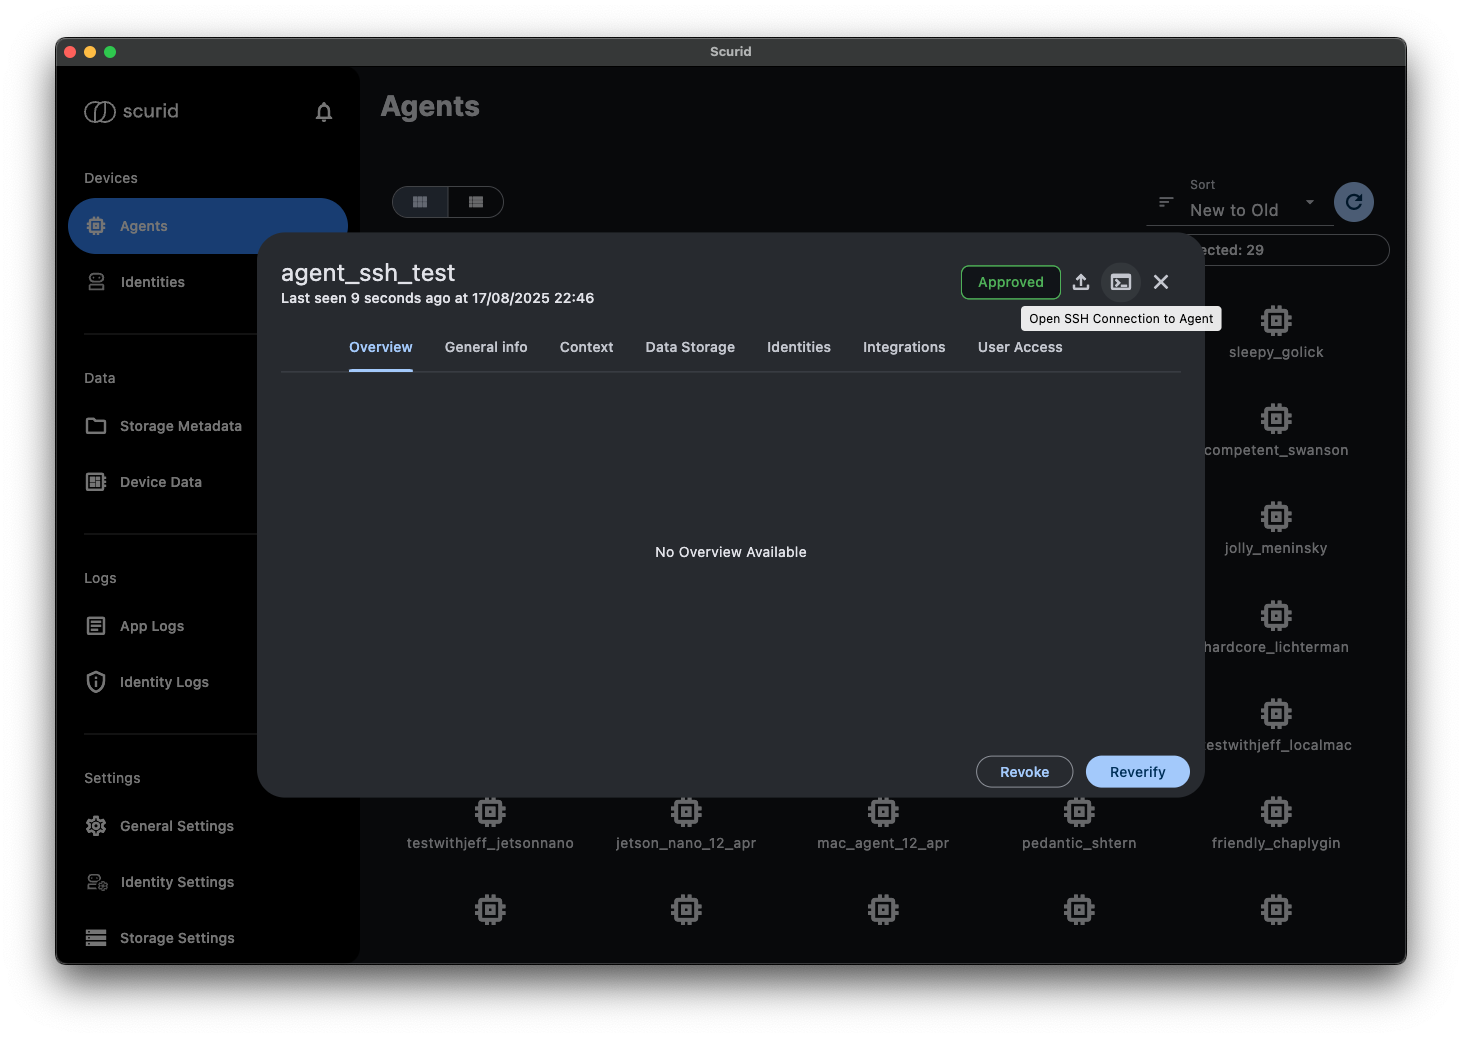 Scurid
scurid
Devices
Agents
Identities
Data
Storage Metadata
Device Data
Logs
App Logs
Identity Logs
Settings
General Settings
Identity Settings
Storage Settings
Agents
Sort
New to Old
: 29
agent_ssh_test
Last seen 9 seconds ago at 17/08/2025 22:46
Approved
Open SSH Connection to Agent
Overview
General info
Context
Data Storage
Identities
Integrations
User Access
No Overview Available
Revoke
Reverify
sleepy_golick
competent_swanson
jolly_meninsky
hardcore_lichterman
testwithjeff_localmac
testwithjeff_jetsonnano
jetson_nano_12_apr
mac_agent_12_apr
pedantic_shtern
friendly_chaplygin